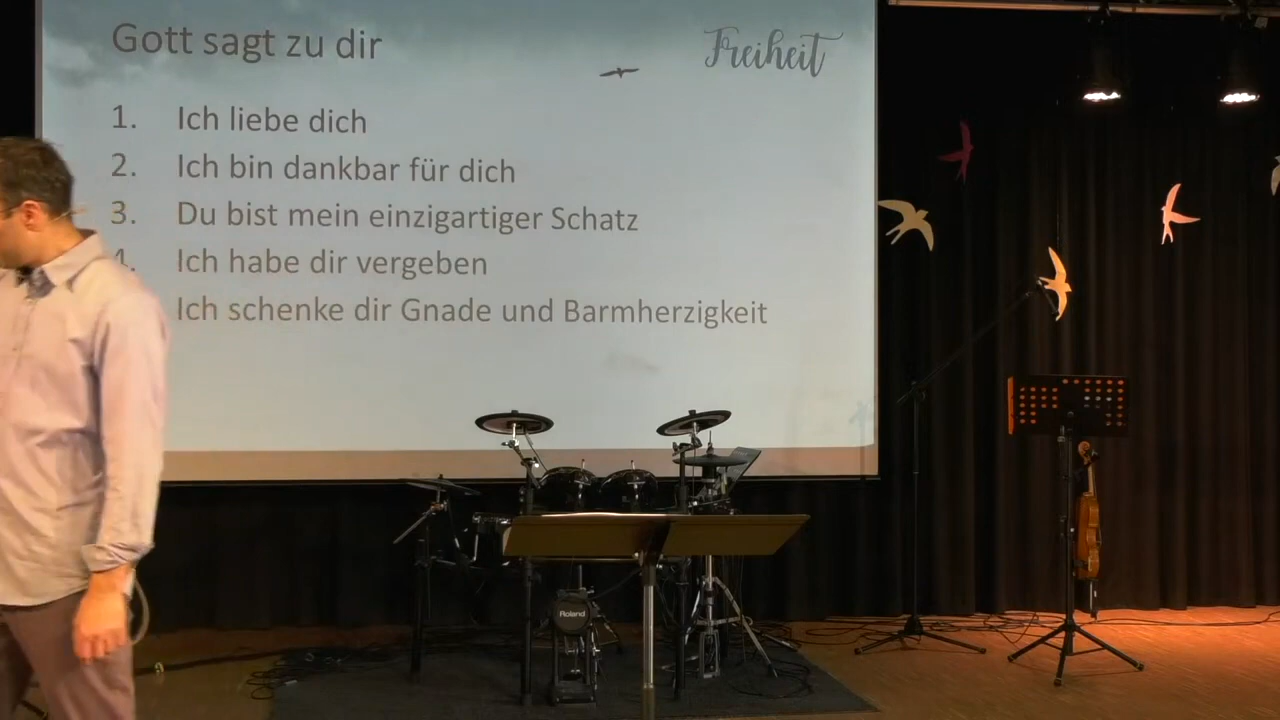 Gott sagt zu dir
Freiheit
1. Ich liebe dich
2. Ich bin dankbar für dich
3. Du bist mein einzigartiger Schatz
4. Ich habe dir vergeben
Ich schenke dir Gnade und Barmherzigkeit
Roland